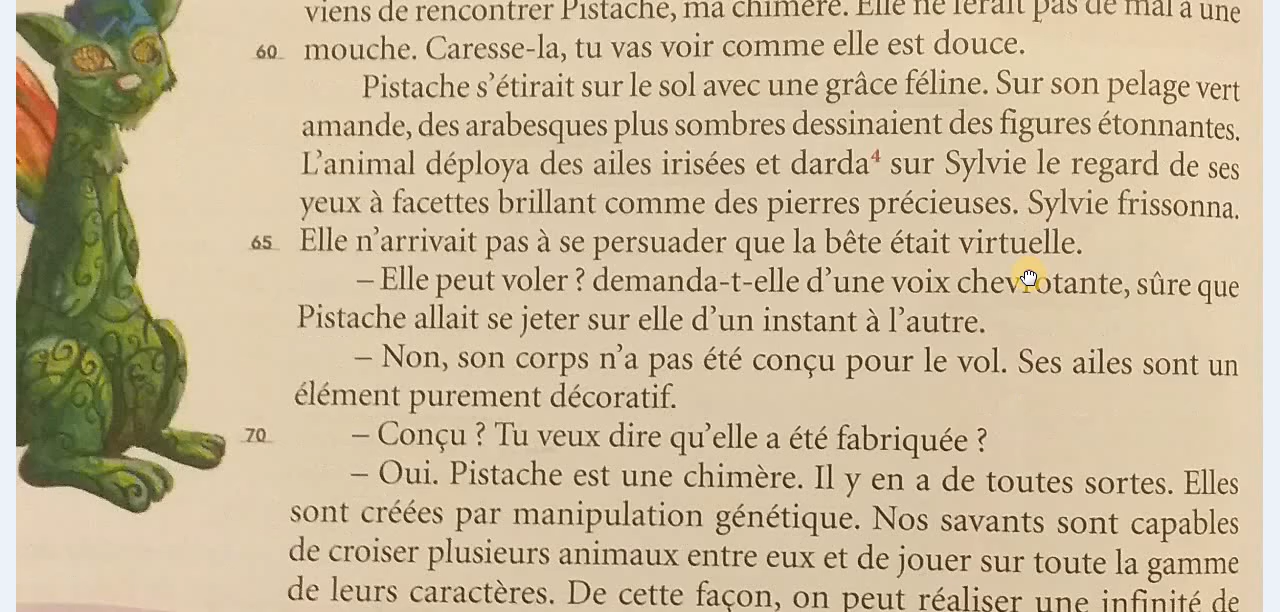 viens de rencontrer Pistache, ma chimère. Elle ne ferait pas de mal à une
60 mouche. Caresse-la, tu vas voir comme elle est douce.
Pistache s'étirait sur le sol avec une grâce féline. Sur son pelage vert
amande, des arabesques plus sombres dessinaient des figures étonnantes.
L'animal déploya des ailes irisées et darda4 sur Sylvie le regard de ses
yeux à facettes brillant comme des pierres précieuses. Sylvie frissonna.
65 Elle n'arrivait pas à se persuader que la bête était virtuelle.
– Elle peut voler ? demanda-t-elle d'une voix chevrotante, sûre que
Pistache allait se jeter sur elle d'un instant à l'autre.
– Non, son corps n'a pas été conçu pour le vol. Ses ailes sont un
élément purement décoratif.
70 – Conçu ? Tu veux dire qu'elle a été fabriquée ?
– Oui. Pistache est une chimère. Il y en a de toutes sortes. Elles
sont créées par manipulation génétique. Nos savants sont capables
de croiser plusieurs animaux entre eux et de jouer sur toute la gamme
de leurs caractères. De cette façon, on peut réaliser une infinité de